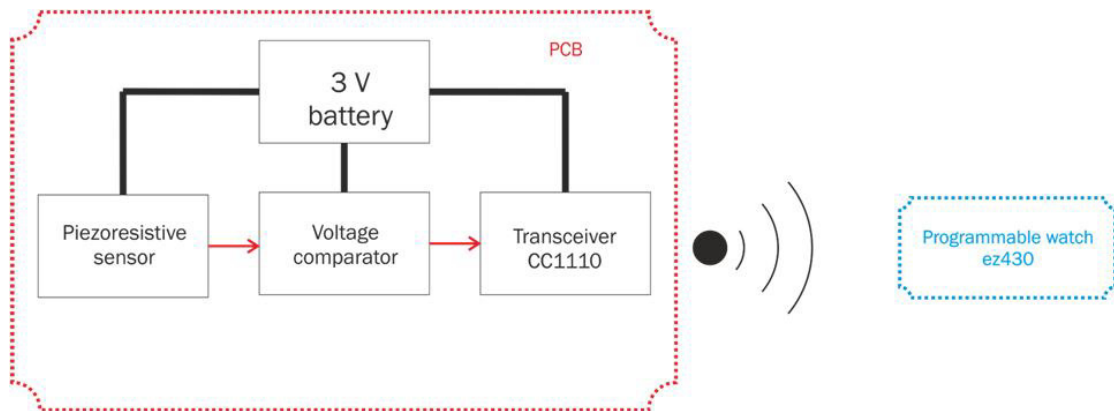 PCB
3 V
battery
Piezoresistive
sensor
Voltage
comparator
Transceiver
CC1110
Programmable watch
ez430